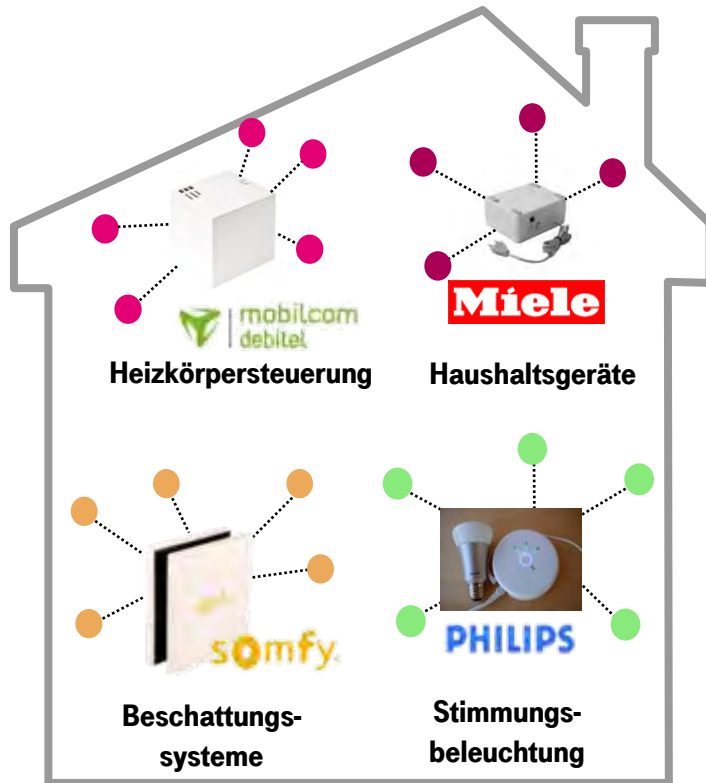 mobilcom
debitel
Miele
Heizkörpersteuerung
Haushaltsgeräte
somfy.
PHILIPS
Beschattungs-
systeme
Stimmungs-
beleuchtung